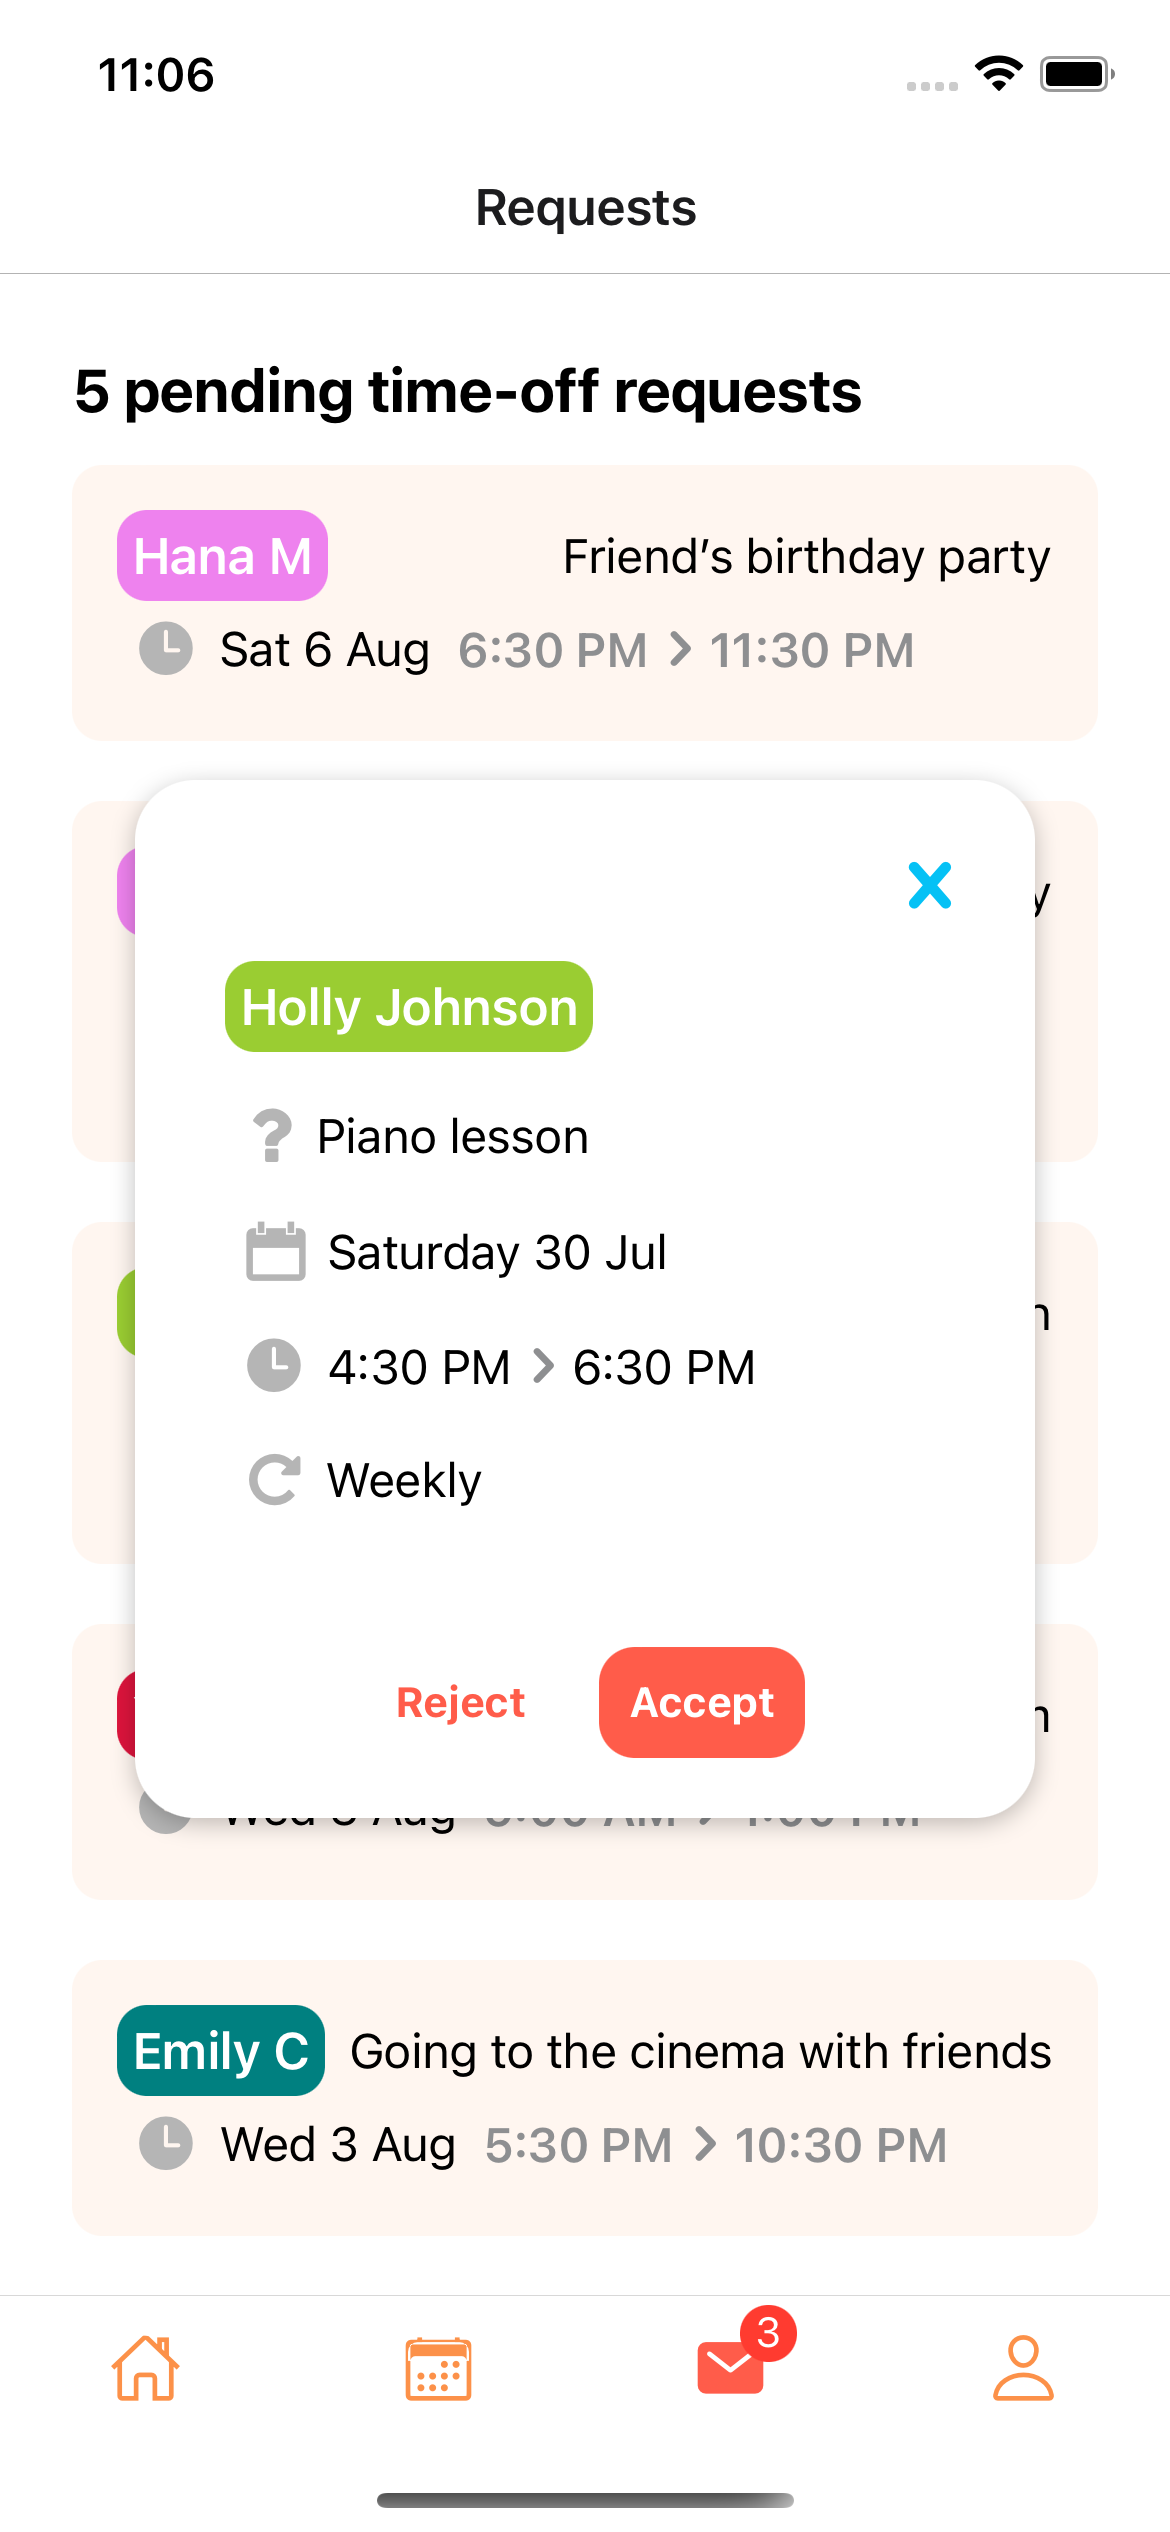 11:06
Requests
5 pending time-off requests
Hana M
Friend's birthday party
Sat 6 Aug 6:30 PM > 11:30 PM
Holly Johnson
Piano lesson
Saturday 30 Jul
4:30 PM > 6:30 PM
Weekly
Reject Accept
Emily C Going to the cinema with friends
Wed 3 Aug 5:30 PM > 10:30 PM
3